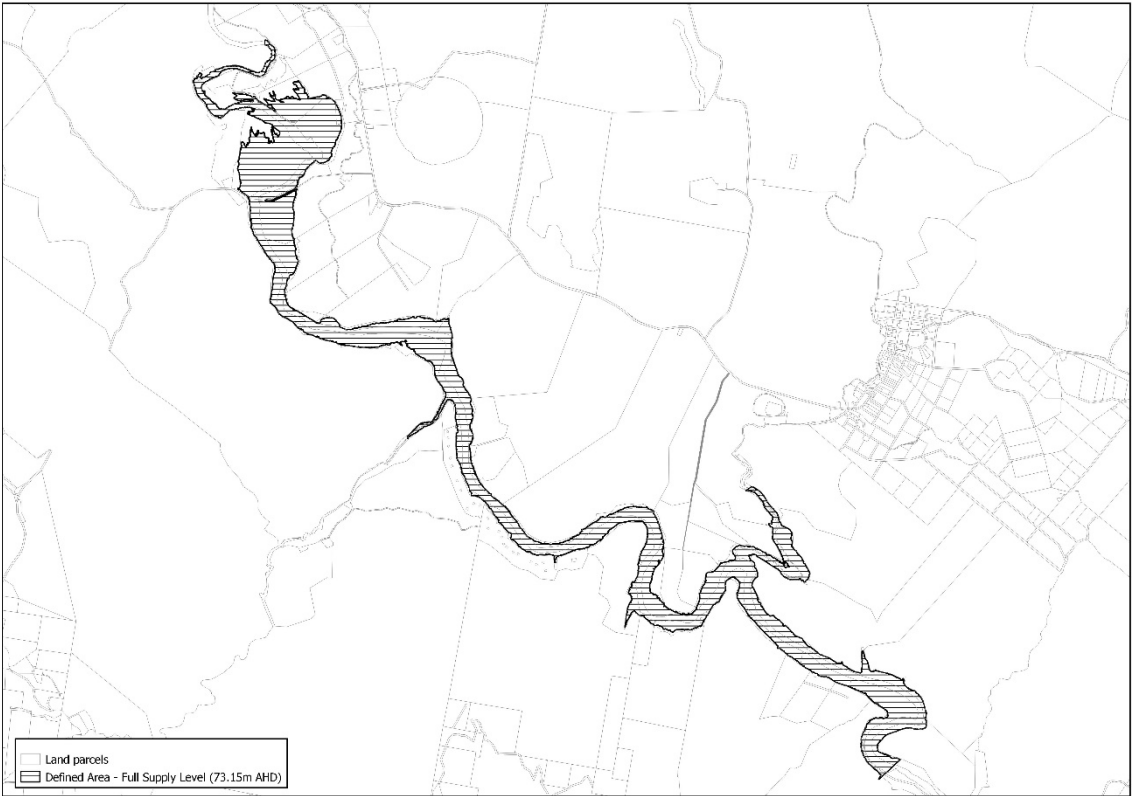 Land parcels
Defined Area - Full Supply Level (73.15m AHD)